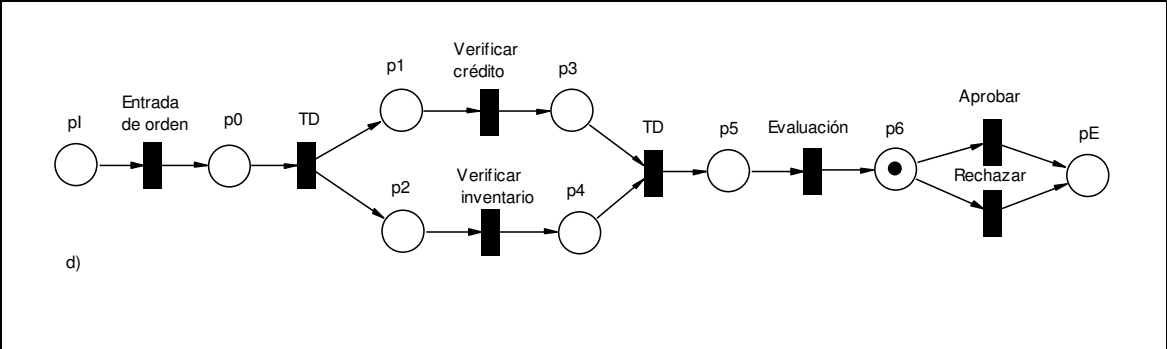 pI
Entrada
de orden
p0
TD
p1
Verificar
crédito
p3
p2
Verificar
inventario
p4
TD
p5
Evaluación
p6
Aprobar
Rechazar
pE
d)